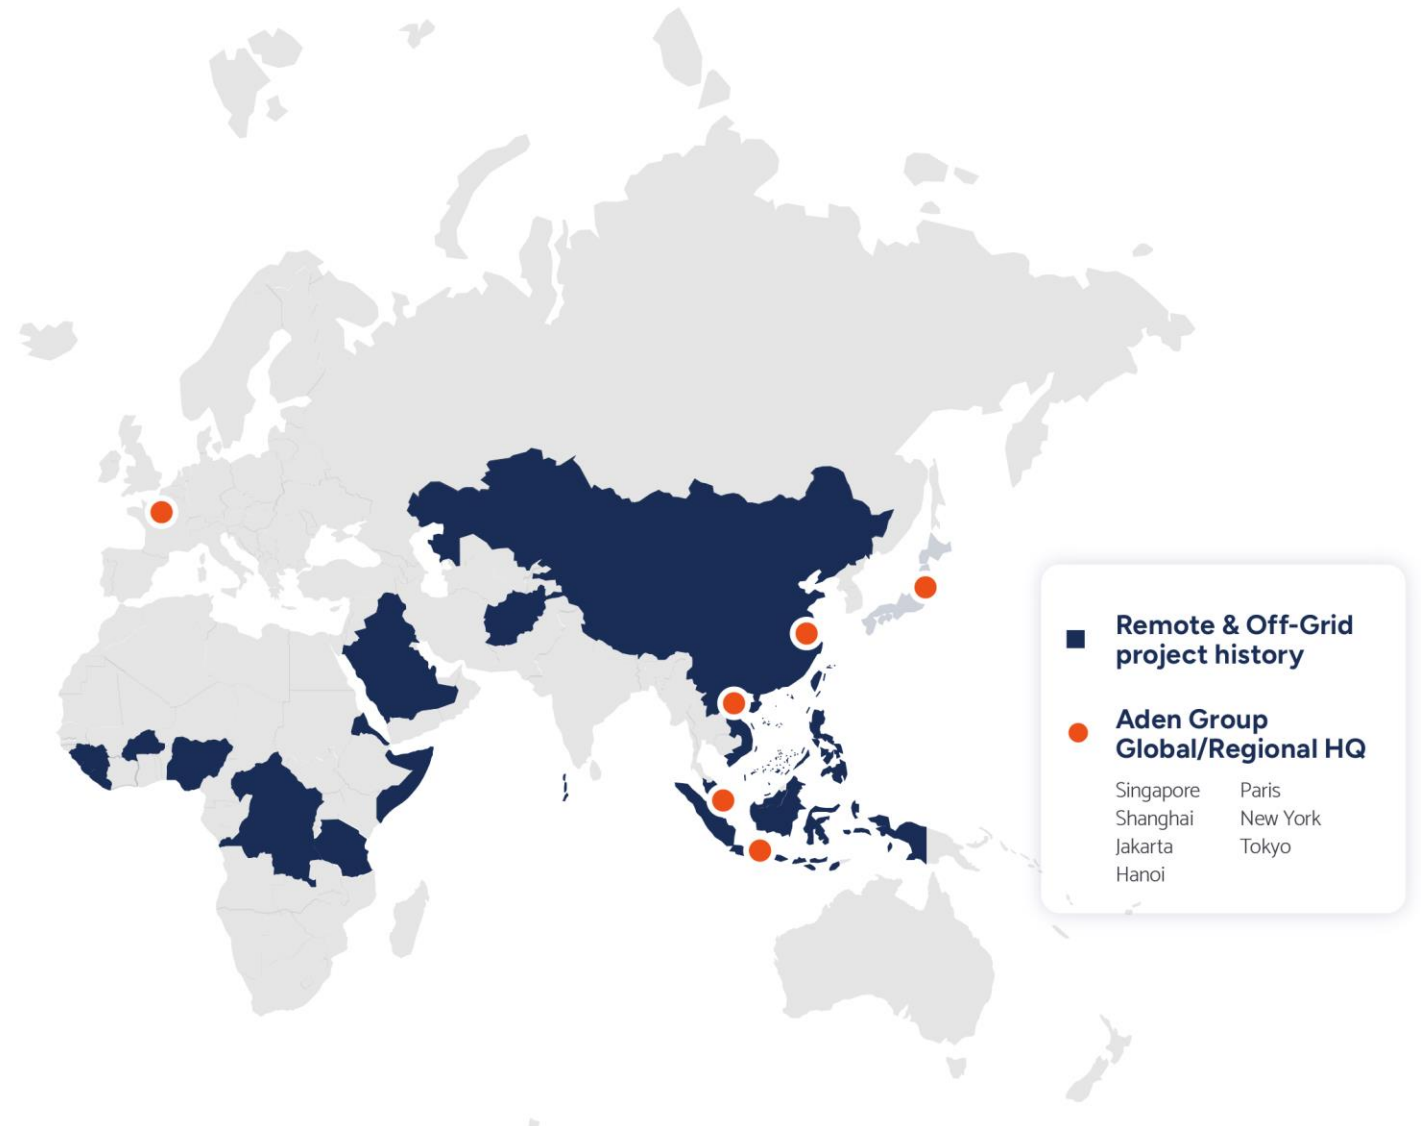 Remote & Off-Grid
project history
Aden Group
Global/Regional HQ
Singapore
Shanghai
Jakarta
Hanoi
Paris
New York
Tokyo